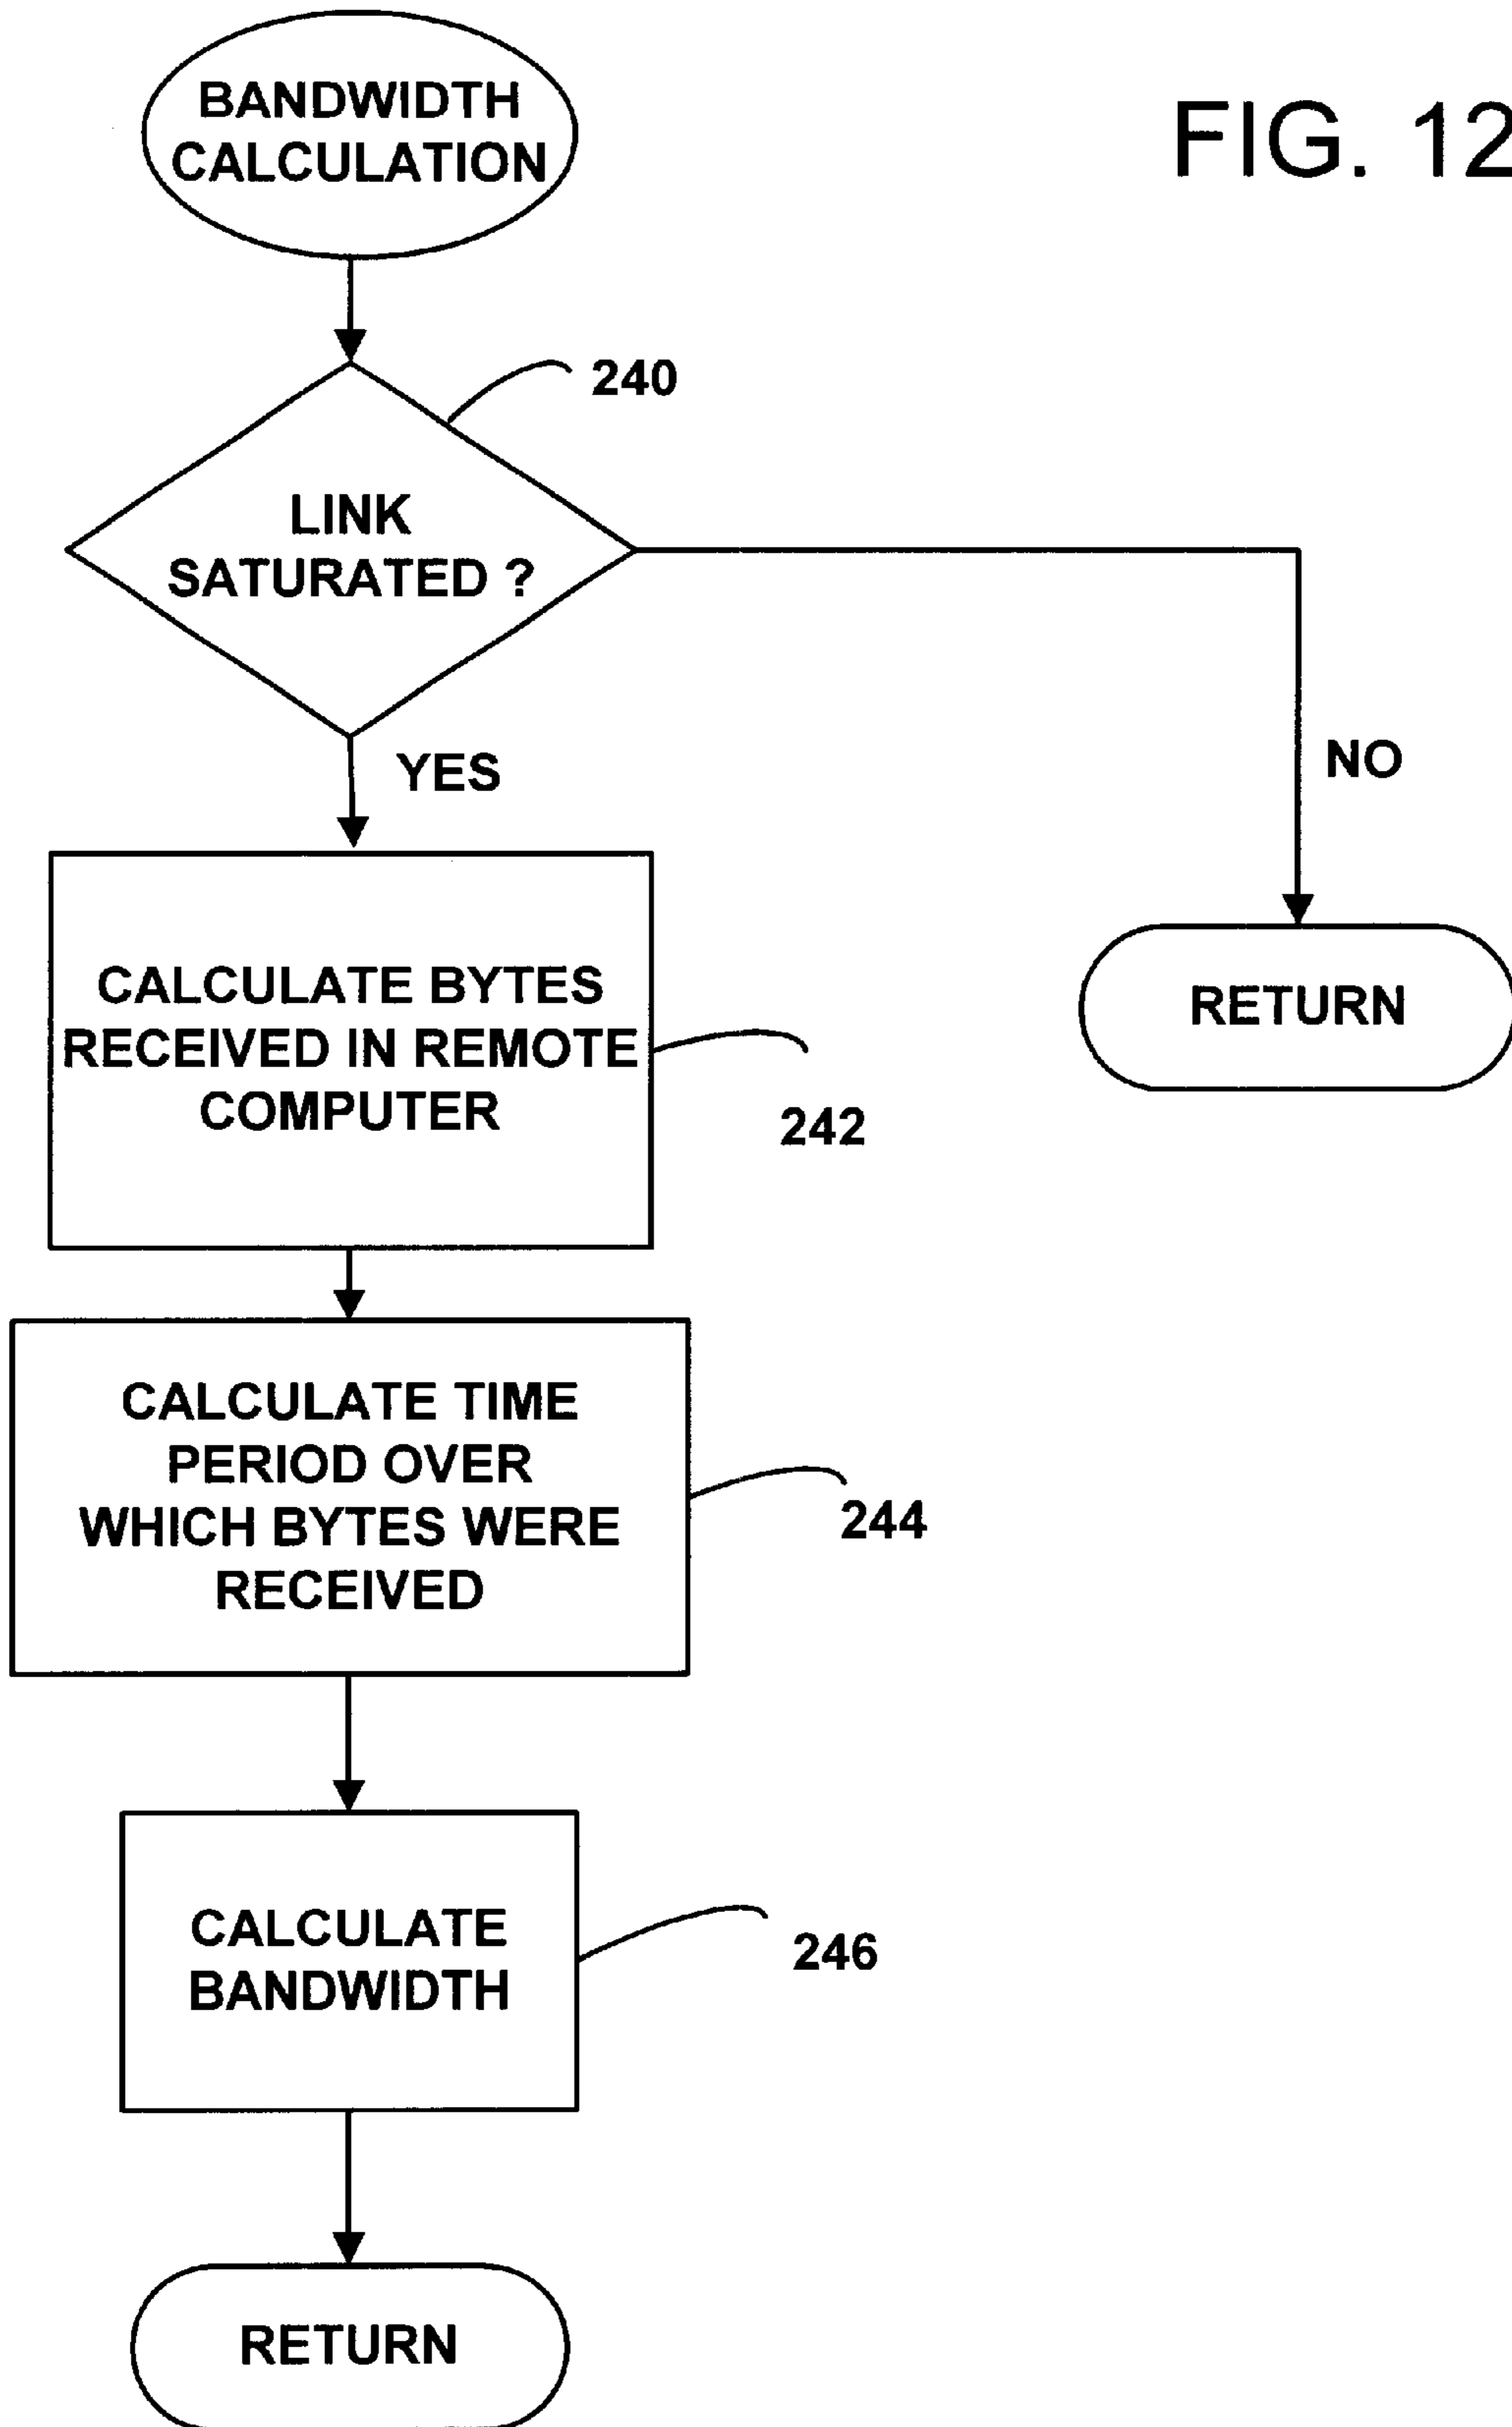 BANDWIDTH
CALCULATION
FIG. 12
240
LINK
SATURATED ?
YES
NO
CALCULATE BYTES
RECEIVED IN REMOTE
COMPUTER
RETURN
242
CALCULATE TIME
PERIOD OVER
WHICH BYTES WERE
RECEIVED
244
CALCULATE
BANDWIDTH
246
RETURN